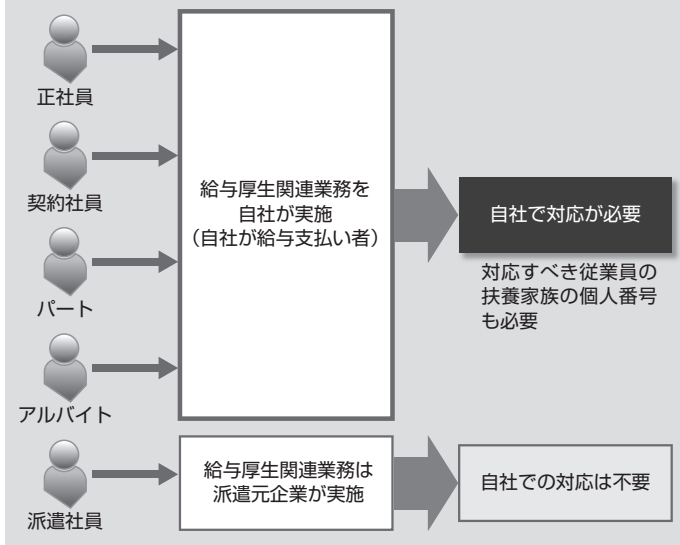 正社員
契約社員
パート
アルバイト
派遣社員
給与厚生関連業務を
自社が実施
（自社が給与支払い者）
自社で対応が必要
対応すべき従業員の
扶養家族の個人番号
も必要
給与厚生関連業務は
派遣元企業が実施
自社での対応は不要